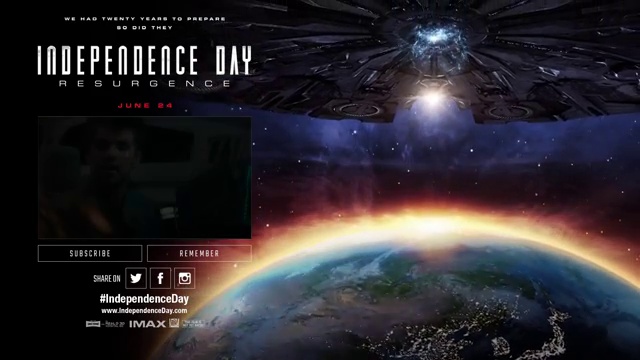 WE HAD TWENTY YEARS TO PREPARE
SO DID THEY
INDEPENDENCE DAY
RESURGENCE
JUNE 24
SUBSCRIBE
REMEMBER
SHARE ON
#IndependenceDay
www.IndependenceDay.com
IMAX